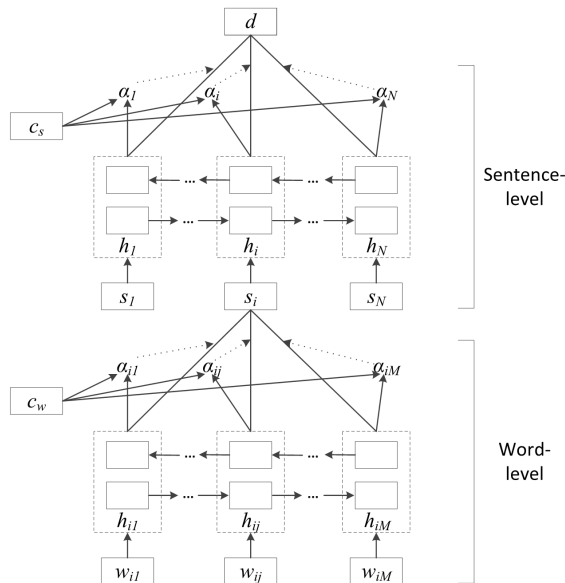 d
α1 αi αN
cs
... ...
Sentence-
level
... ...
h1 hi hN
s1 si sN
αi1 αij αiM
cw
... ...
Word-
level
... ...
hi1 hij hiM
wi1 wij wiM